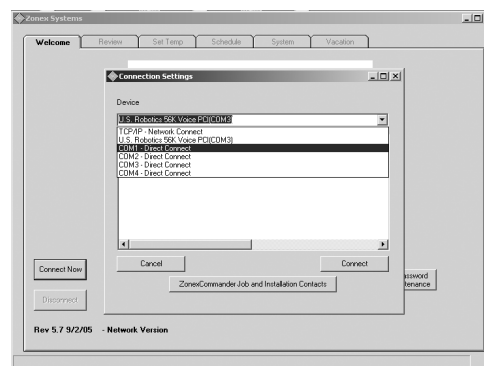 Zonex Systems
Welcome Review Set Temp Schedule System Vacation
Connection Settings
Device
U.S. Robotics 56K Voice PCI(COM3)
TCP/IP - Network Connect
U.S. Robotics 56K Voice PCI(COM3)
COM1 - Direct Connect
COM2 - Direct Connect
COM3 - Direct Connect
COM4 - Direct Connect
Cancel Connect
ZonexCommander Job and Installation Contacts
Connect Now
assword
tenance
Disconnect
Rev 5.7 9/2/05 - Network Version